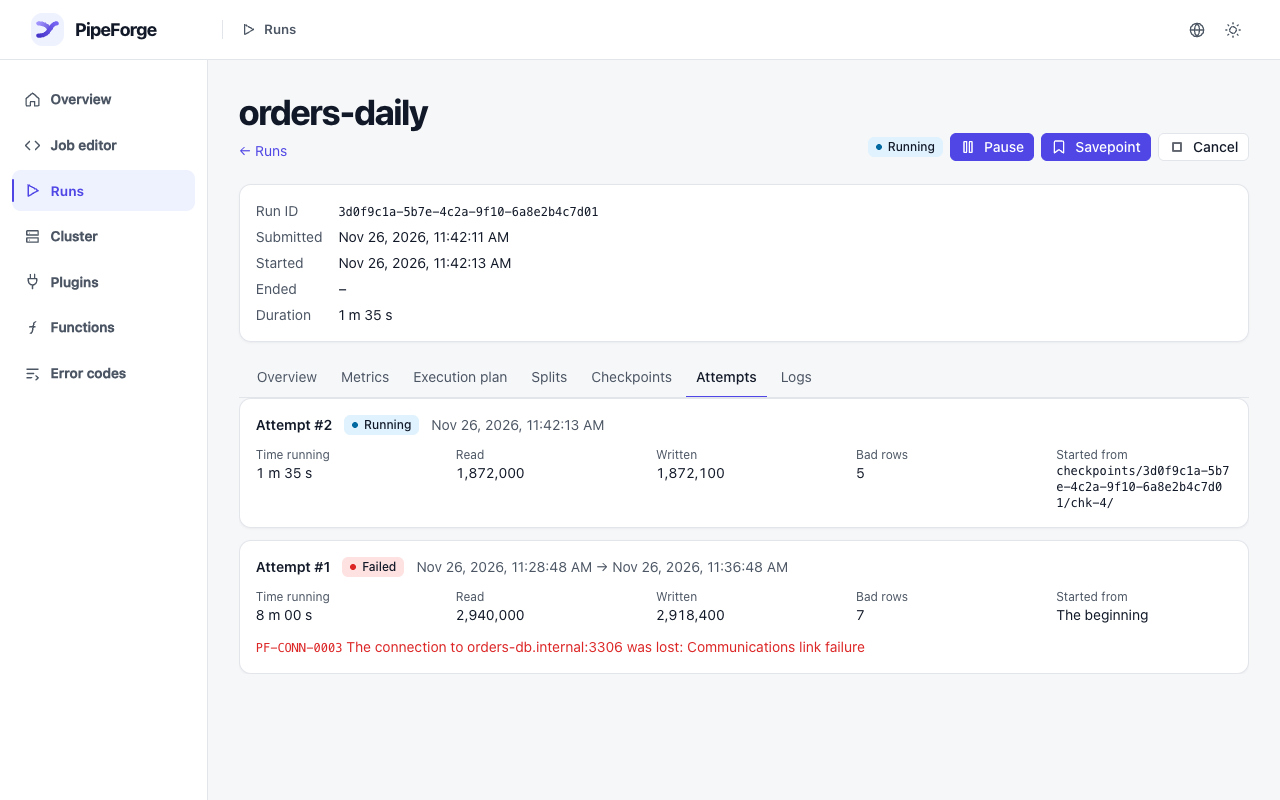 PipeForge
Runs
Overview
Job editor
Runs
Cluster
Plugins
Functions
Error codes
orders-daily
← Runs
Running
Pause
Savepoint
Cancel
Run ID 3d0f9c1a-5b7e-4c2a-9f10-6a8e2b4c7d01
Submitted Nov 26, 2026, 11:42:11 AM
Started Nov 26, 2026, 11:42:13 AM
Ended –
Duration 1 m 35 s
Overview Metrics Execution plan Splits Checkpoints Attempts Logs
Attempt #2 Running Nov 26, 2026, 11:42:13 AM
Time running Read Written Bad rows Started from
1 m 35 s 1,872,000 1,872,100 5 checkpoints/3d0f9c1a-5b7
e-4c2a-9f10-6a8e2b4c7d0
1/chk-4/
Attempt #1 Failed Nov 26, 2026, 11:28:48 AM → Nov 26, 2026, 11:36:48 AM
Time running Read Written Bad rows Started from
8 m 00 s 2,940,000 2,918,400 7 The beginning
PF-CONN-0003 The connection to orders-db.internal:3306 was lost: Communications link failure